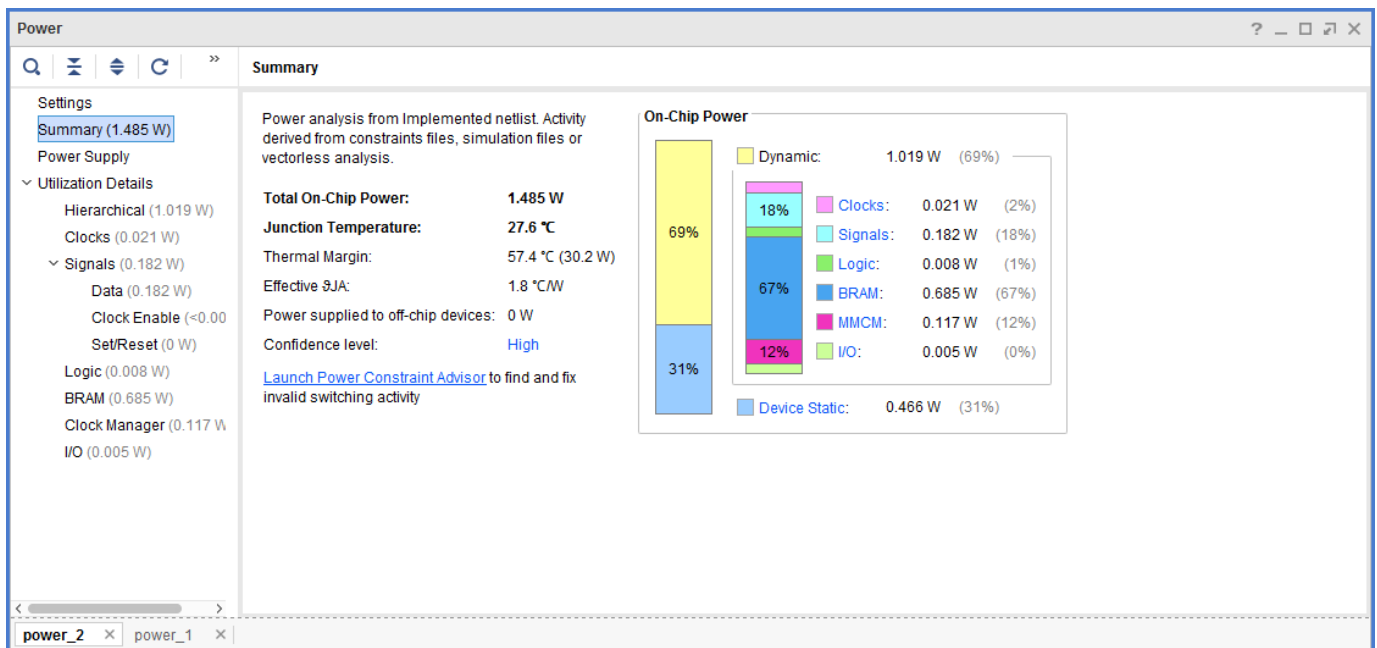 Power
?
»
Summary
Settings
Summary (1.485 W)
Power Supply
Utilization Details
Hierarchical (1.019 W)
Clocks (0.021 W)
Signals (0.182 W)
Data (0.182 W)
Clock Enable (<0.00
Set/Reset (0 W)
Logic (0.008 W)
BRAM (0.685 W)
Clock Manager (0.117 W
I/O (0.005 W)
Power analysis from Implemented netlist. Activity
derived from constraints files, simulation files or
vectorless analysis.
Total On-Chip Power: 1.485 W
Junction Temperature: 27.6 °C
Thermal Margin: 57.4 °C (30.2 W)
Effective ϑJA: 1.8 °C/W
Power supplied to off-chip devices: 0 W
Confidence level: High
Launch Power Constraint Advisor to find and fix
invalid switching activity
On-Chip Power
69%
31%
Dynamic: 1.019 W (69%)
18%
67%
12%
Clocks: 0.021 W (2%)
Signals: 0.182 W (18%)
Logic: 0.008 W (1%)
BRAM: 0.685 W (67%)
MMCM: 0.117 W (12%)
I/O: 0.005 W (0%)
Device Static: 0.466 W (31%)
power_2 ×
power_1 ×